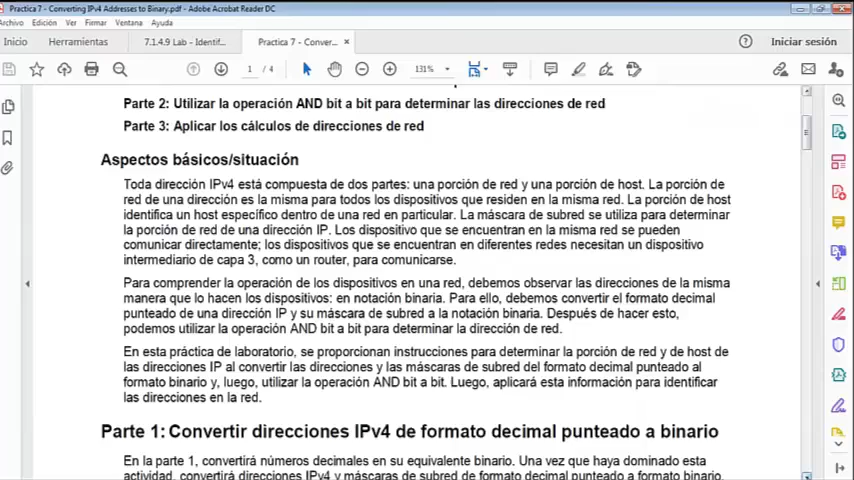 Practica 7 - Converting IPv4 Addresses to Binary.pdf - Adobe Acrobat Reader DC
Archivo Edición Ver Firmar Ventana Ayuda
Inicio Herramientas 7.1.4.9 Lab - Identif... Practica 7 - Conver... × Iniciar sesión
1 / 4 131%
Parte 2: Utilizar la operación AND bit a bit para determinar las direcciones de red
Parte 3: Aplicar los cálculos de direcciones de red
Aspectos básicos/situación
Toda dirección IPv4 está compuesta de dos partes: una porción de red y una porción de host. La porción de
red de una dirección es la misma para todos los dispositivos que residen en la misma red. La porción de host
identifica un host específico dentro de una red en particular. La máscara de subred se utiliza para determinar
la porción de red de una dirección IP. Los dispositivo que se encuentran en la misma red se pueden
comunicar directamente; los dispositivos que se encuentran en diferentes redes necesitan un dispositivo
intermediario de capa 3, como un router, para comunicarse.
Para comprender la operación de los dispositivos en una red, debemos observar las direcciones de la misma
manera que lo hacen los dispositivos: en notación binaria. Para ello, debemos convertir el formato decimal
punteado de una dirección IP y su máscara de subred a la notación binaria. Después de hacer esto,
podemos utilizar la operación AND bit a bit para determinar la dirección de red.
En esta práctica de laboratorio, se proporcionan instrucciones para determinar la porción de red y de host de
las direcciones IP al convertir las direcciones y las máscaras de subred del formato decimal punteado al
formato binario y, luego, utilizar la operación AND bit a bit. Luego, aplicará esta información para identificar
las direcciones en la red.
Parte 1: Convertir direcciones IPv4 de formato decimal punteado a binario
En la parte 1, convertirá números decimales en su equivalente binario. Una vez que haya dominado esta
actividad, convertirá direcciones IPv4 y máscaras de subred de formato decimal punteado a formato binario.